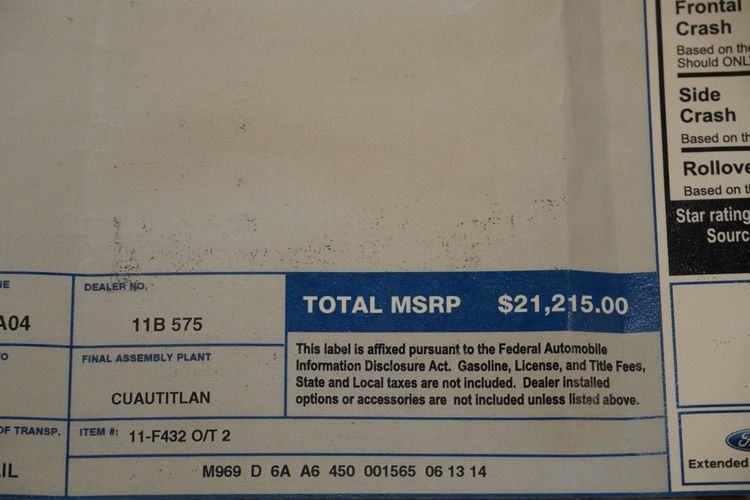 Frontal
Crash
Based on the
Should ONL
Side
Crash
Based on th
Rollove
Based on t
Star rating
Sourc
DEALER NO.
A04
11B 575
TOTAL MSRP $21,215.00
This label is affixed pursuant to the Federal Automobile
Information Disclosure Act. Gasoline, License, and Title Fees,
State and Local taxes are not included. Dealer installed
options or accessories are not included unless listed above.
FINAL ASSEMBLY PLANT
CUAUTITLAN
OF TRANSP.
ITEM #: 11-F432 O/T 2
IL
M969 D 6A A6 450 001565 06 13 14
Extended